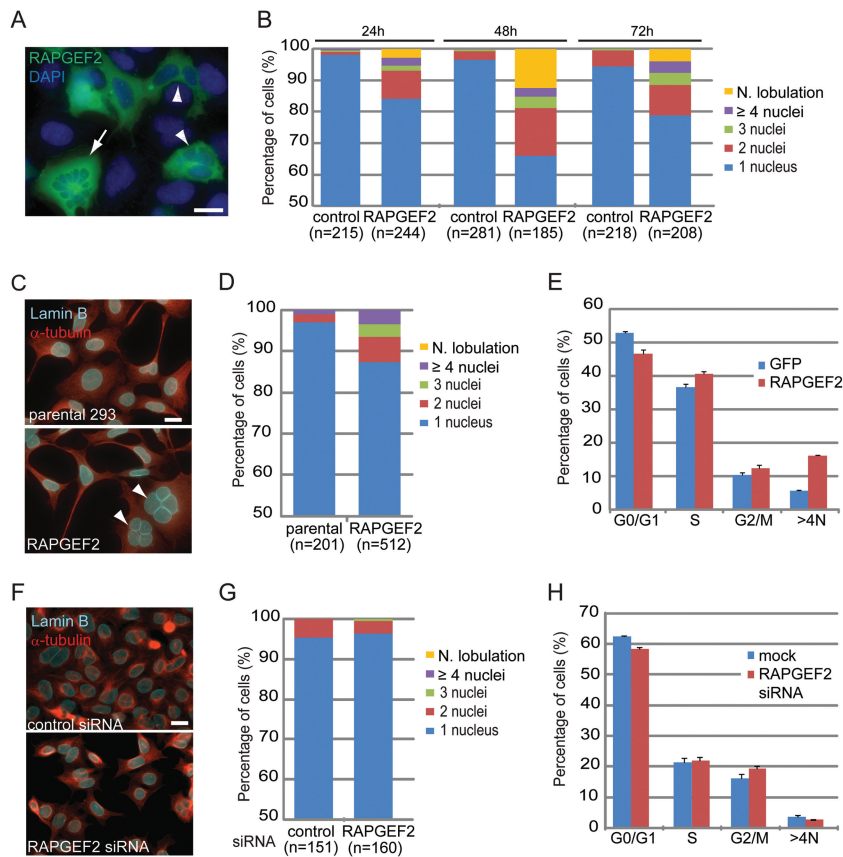 A
RAPGEF2
DAPI
B
24h
48h
72h
Percentage of cells (%)
100
90
80
70
60
50
control
(n=215)
RAPGEF2
(n=244)
control
(n=281)
RAPGEF2
(n=185)
control
(n=218)
RAPGEF2
(n=208)
N. lobulation
≥ 4 nuclei
3 nuclei
2 nuclei
1 nucleus
C
Lamin B
α-tubulin
parental 293
RAPGEF2
D
Percentage of cells (%)
100
90
80
70
60
50
parental
(n=201)
RAPGEF2
(n=512)
N. lobulation
≥ 4 nuclei
3 nuclei
2 nuclei
1 nucleus
E
Percentage of cells (%)
60
50
40
30
20
10
0
G0/G1
S
G2/M
>4N
GFP
RAPGEF2
F
Lamin B
α-tubulin
control siRNA
RAPGEF2 siRNA
G
Percentage of cells (%)
100
90
80
70
60
50
siRNA
control
(n=151)
RAPGEF2
(n=160)
N. lobulation
≥ 4 nuclei
3 nuclei
2 nuclei
1 nucleus
H
Percentage of cells (%)
70
60
50
40
30
20
10
0
G0/G1
S
G2/M
>4N
mock
RAPGEF2
siRNA